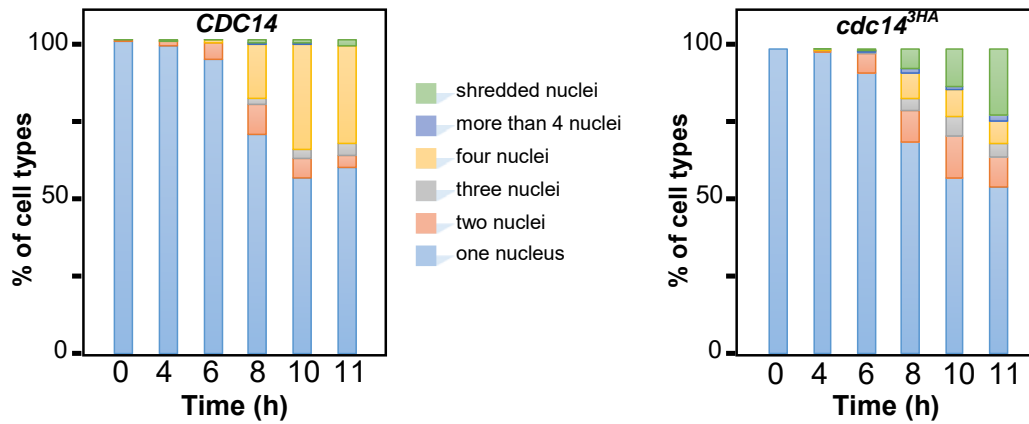 CDC14
% of cell types
100
50
0
0 4 6 8 10 11
Time (h)
shredded nuclei
more than 4 nuclei
four nuclei
three nuclei
two nuclei
one nucleus
cdc14³ᴴᴬ
% of cell types
100
50
0
0 4 6 8 10 11
Time (h)